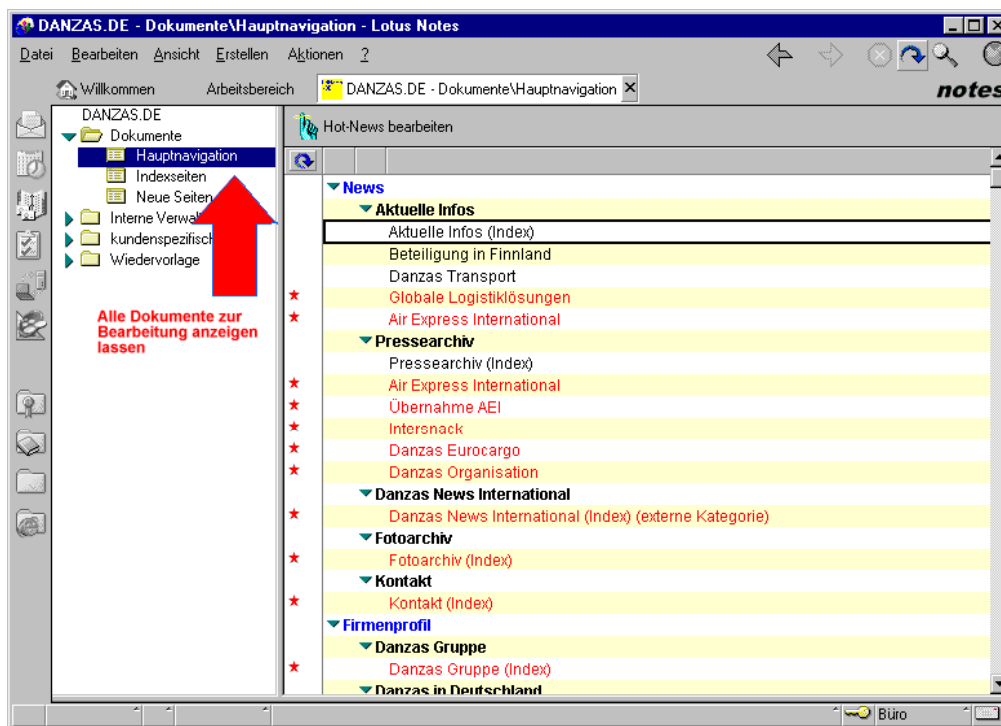 DANZAS.DE - Dokumente\Hauptnavigation - Lotus Notes
Datei Bearbeiten Ansicht Erstellen Aktionen ?
Willkommen Arbeitsbereich DANZAS.DE - Dokumente\Hauptnavigation notes
DANZAS.DE
Dokumente
Hauptnavigation
Indexseiten
Neue Seiten
Interne Verwal
kundenspezifisch
Wiedervorlage
Alle Dokumente zur
Bearbeitung anzeigen
lassen
Hot-News bearbeiten
News
Aktuelle Infos
Aktuelle Infos (Index)
Beteiligung in Finnland
Danzas Transport
Globale Logistiklösungen
Air Express International
Pressearchiv
Pressearchiv (Index)
Air Express International
Übernahme AEI
Intersnack
Danzas Eurocargo
Danzas Organisation
Danzas News International
Danzas News International (Index) (externe Kategorie)
Fotoarchiv
Fotoarchiv (Index)
Kontakt
Kontakt (Index)
Firmenprofil
Danzas Gruppe
Danzas Gruppe (Index)
Danzas in Deutschland
Büro